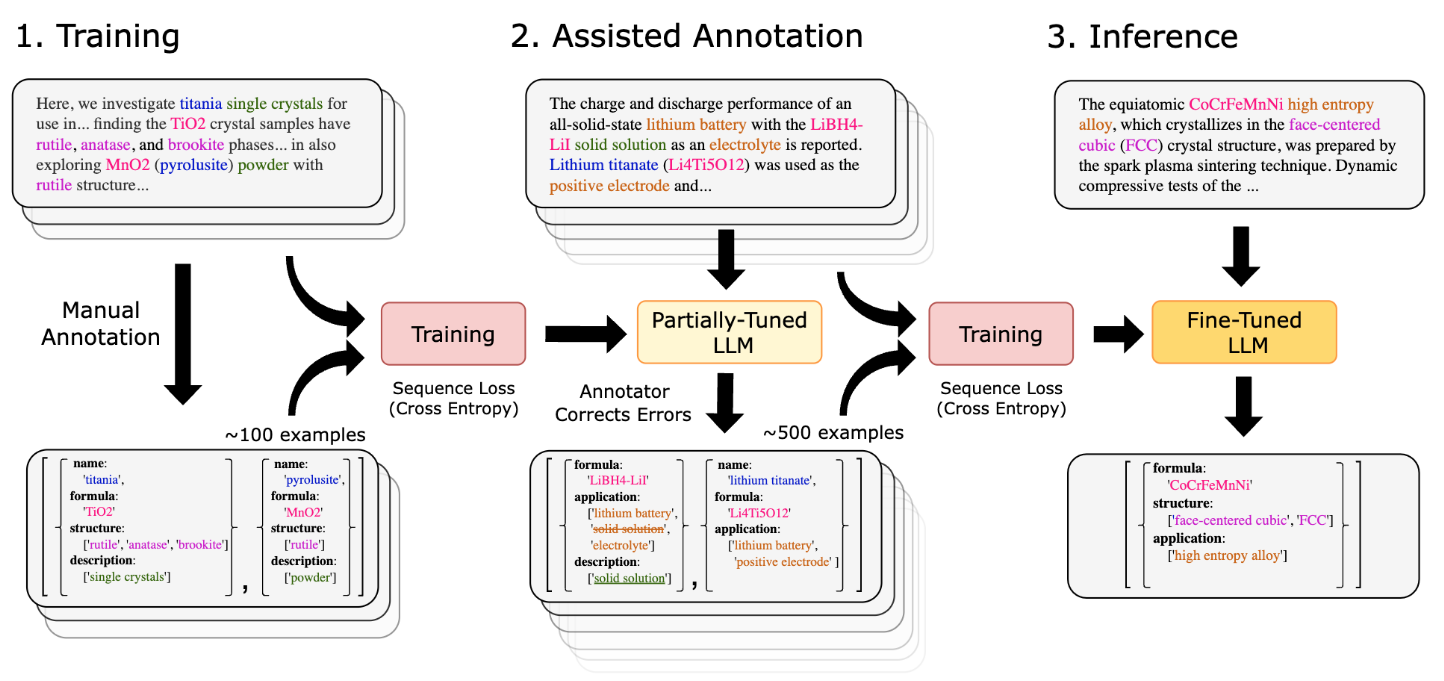 1. Training
Here, we investigate titania single crystals for
use in... finding the TiO2 crystal samples have
rutile, anatase, and brookite phases... in also
exploring MnO2 (pyrolusite) powder with
rutile structure...
Manual
Annotation
~100 examples
name:
'titania',
formula:
'TiO2'
structure:
['rutile', 'anatase', 'brookite']
description:
['single crystals']
,
name:
'pyrolusite',
formula:
'MnO2'
structure:
['rutile']
description:
['powder']
Training
Sequence Loss
(Cross Entropy)
2. Assisted Annotation
The charge and discharge performance of an
all-solid-state lithium battery with the LiBH4-
LiI solid solution as an electrolyte is reported.
Lithium titanate (Li4Ti5O12) was used as the
positive electrode and...
Partially-Tuned
LLM
Annotator
Corrects Errors
~500 examples
formula:
'LiBH4-LiI'
application:
['lithium battery',
'solid solution',
'electrolyte']
description:
['solid solution']
,
name:
'lithium titanate',
formula:
'Li4Ti5O12'
application:
['lithium battery',
'positive electrode' ]
Training
Sequence Loss
(Cross Entropy)
3. Inference
The equiatomic CoCrFeMnNi high entropy
alloy, which crystallizes in the face-centered
cubic (FCC) crystal structure, was prepared by
the spark plasma sintering technique. Dynamic
compressive tests of the ...
Fine-Tuned
LLM
formula:
'CoCrFeMnNi'
structure:
['face-centered cubic', 'FCC']
application:
['high entropy alloy']